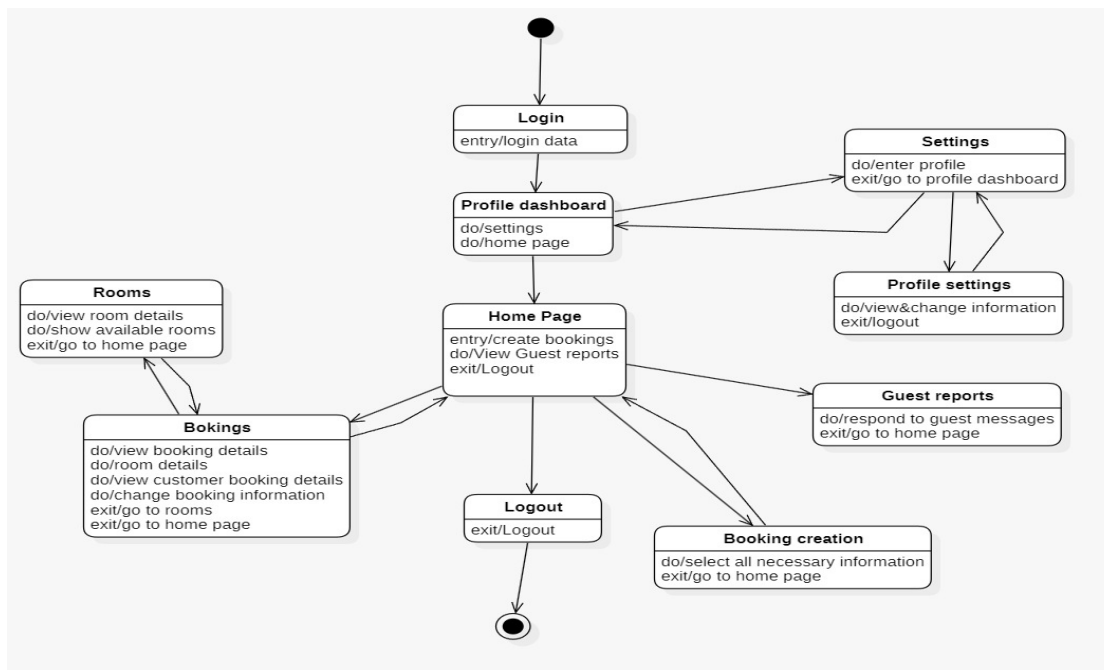 Login
entry/login data
Settings
do/enter profile
exit/go to profile dashboard
Profile dashboard
do/settings
do/home page
Profile settings
do/view&change information
exit/logout
Rooms
do/view room details
do/show available rooms
exit/go to home page
Home Page
entry/create bookings
do/View Guest reports
exit/Logout
Guest reports
do/respond to guest messages
exit/go to home page
Bokings
do/view booking details
do/room details
do/view customer booking details
do/change booking information
exit/go to rooms
exit/go to home page
Logout
exit/Logout
Booking creation
do/select all necessary information
exit/go to home page